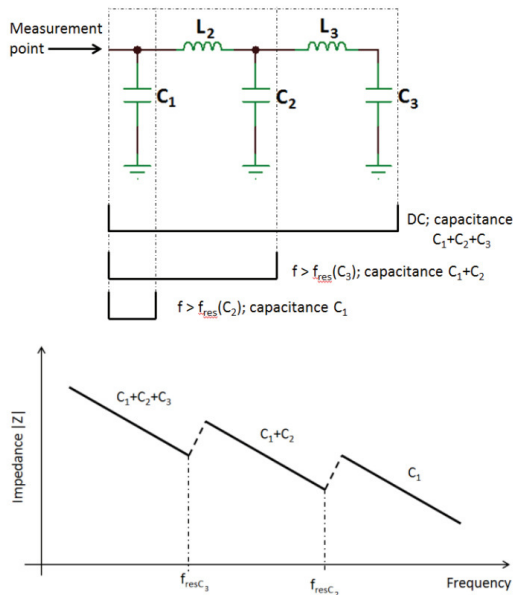 Measurement point
L₂
L₃
C₁
C₂
C₃
DC; capacitance
C₁+C₂+C₃
f > fres(C₃); capacitance C₁+C₂
f > fres(C₂); capacitance C₁
Impedance |Z|
C₁+C₂+C₃
C₁+C₂
C₁
fresC₃
fresC₂
Frequency